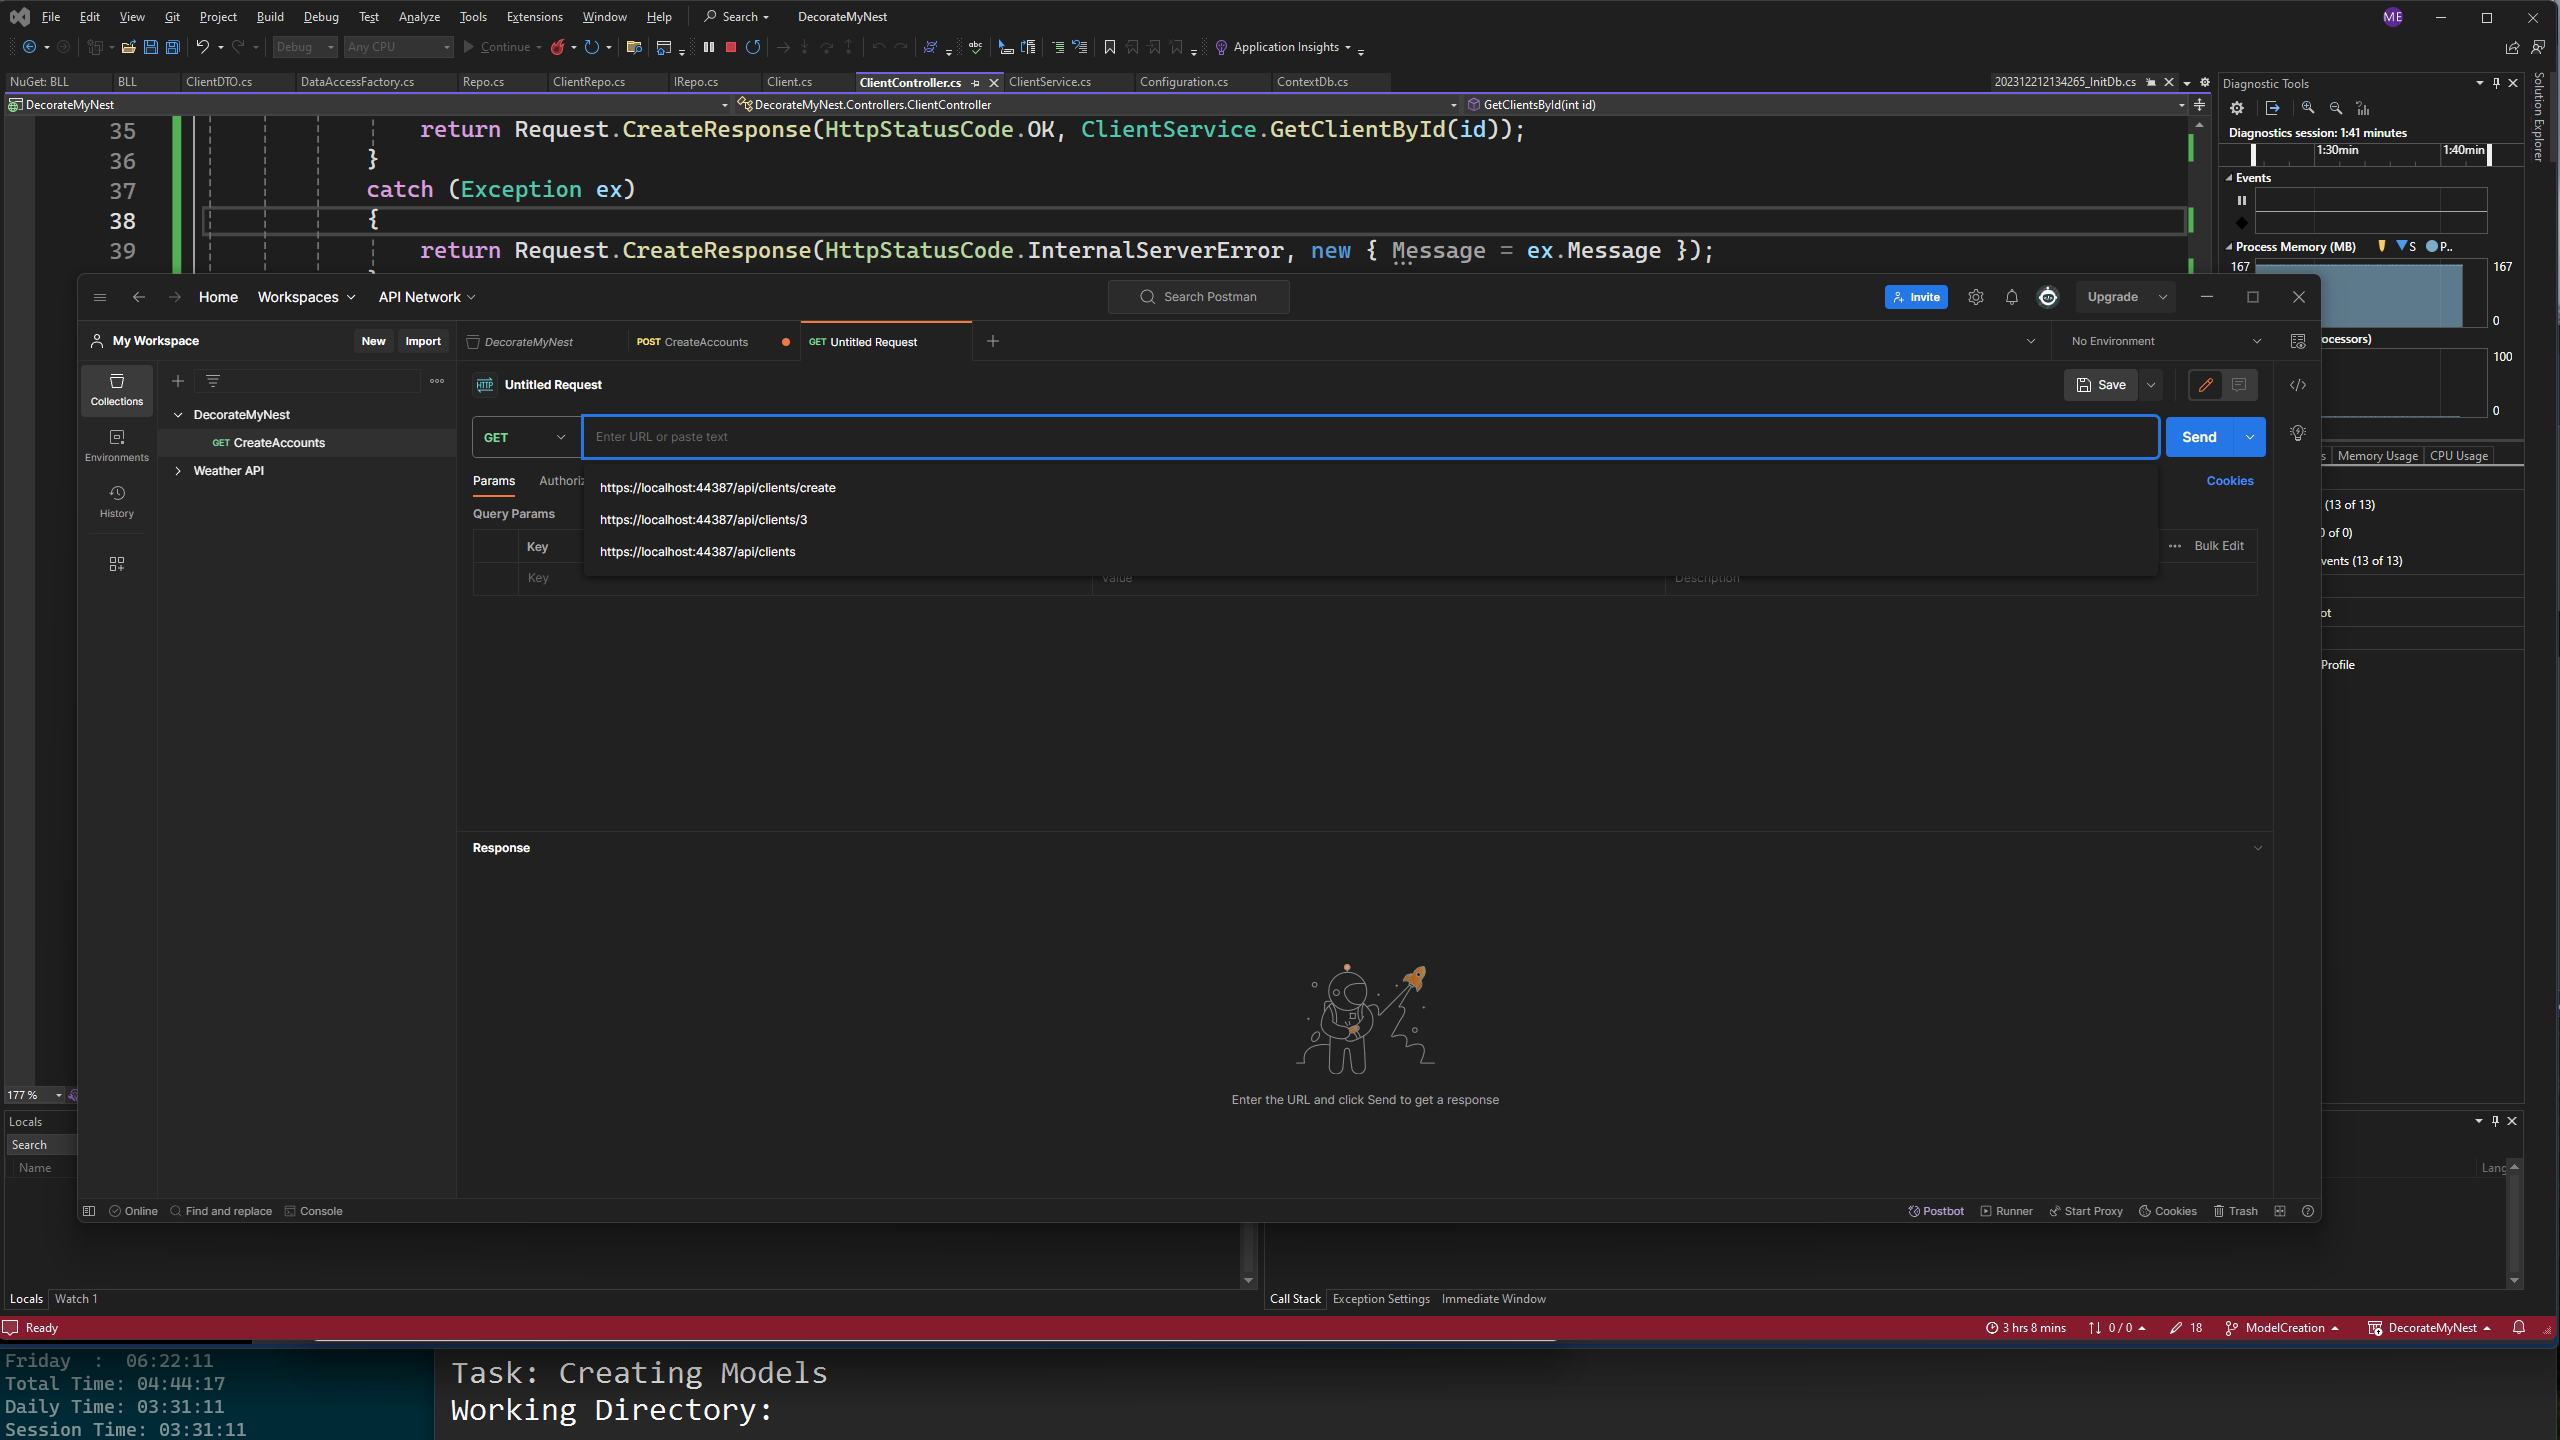 File Edit View Git Project Build Debug Test Analyze Tools Extensions Window Help Search DecorateMyNest ME
Debug Any CPU Continue Application Insights
NuGet: BLL BLL ClientDTO.cs DataAccessFactory.cs Repo.cs ClientRepo.cs IRepo.cs Client.cs ClientController.cs ClientService.cs Configuration.cs ContextDb.cs 202312212134265_InitDb.cs
DecorateMyNest DecorateMyNest.Controllers.ClientController GetClientsById(int id)
35 return Request.CreateResponse(HttpStatusCode.OK, ClientService.GetClientById(id));
36 }
37 catch (Exception ex)
38 {
39 return Request.CreateResponse(HttpStatusCode.InternalServerError, new { Message = ex.Message });
Diagnostic Tools
Diagnostics session: 1:41 minutes
1:30min 1:40min
Events
Process Memory (MB) S P..
167 167
0
ocessors)
100
0
s Memory Usage CPU Usage
(13 of 13)
0 of 0)
vents (13 of 13)
ot
Profile
Solution Explorer
Home Workspaces API Network Search Postman Invite Upgrade
My Workspace New Import DecorateMyNest POST CreateAccounts GET Untitled Request No Environment
Collections
Environments
History
DecorateMyNest
GET CreateAccounts
Weather API
HTTP Untitled Request Save
GET Enter URL or paste text Send
Params Authoriz Cookies
https://localhost:44387/api/clients/create
https://localhost:44387/api/clients/3
https://localhost:44387/api/clients
Query Params
Key Bulk Edit
Key Value Description
Response
Enter the URL and click Send to get a response
Online Find and replace Console Postbot Runner Start Proxy Cookies Trash
177 %
Locals
Search
Name
Lang
Locals Watch 1
Call Stack Exception Settings Immediate Window
Ready 3 hrs 8 mins 0 / 0 18 ModelCreation DecorateMyNest
Friday : 06:22:11
Total Time: 04:44:17
Daily Time: 03:31:11
Session Time: 03:31:11
Task: Creating Models
Working Directory: